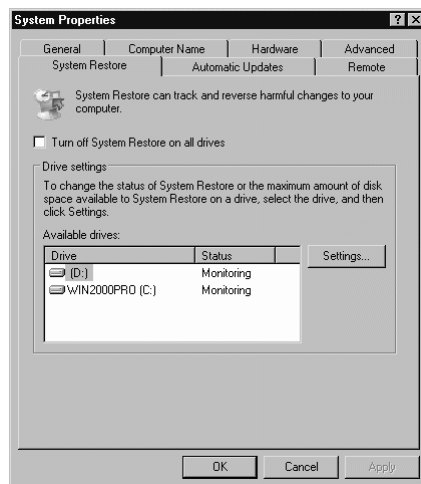 System Properties
General Computer Name Hardware Advanced
System Restore Automatic Updates Remote
System Restore can track and reverse harmful changes to your
computer.
Turn off System Restore on all drives
Drive settings
To change the status of System Restore or the maximum amount of disk
space available to System Restore on a drive, select the drive, and then
click Settings.
Available drives:
Drive Status
(D:) Monitoring
WIN2000PRO (C:) Monitoring
Settings...
OK Cancel Apply